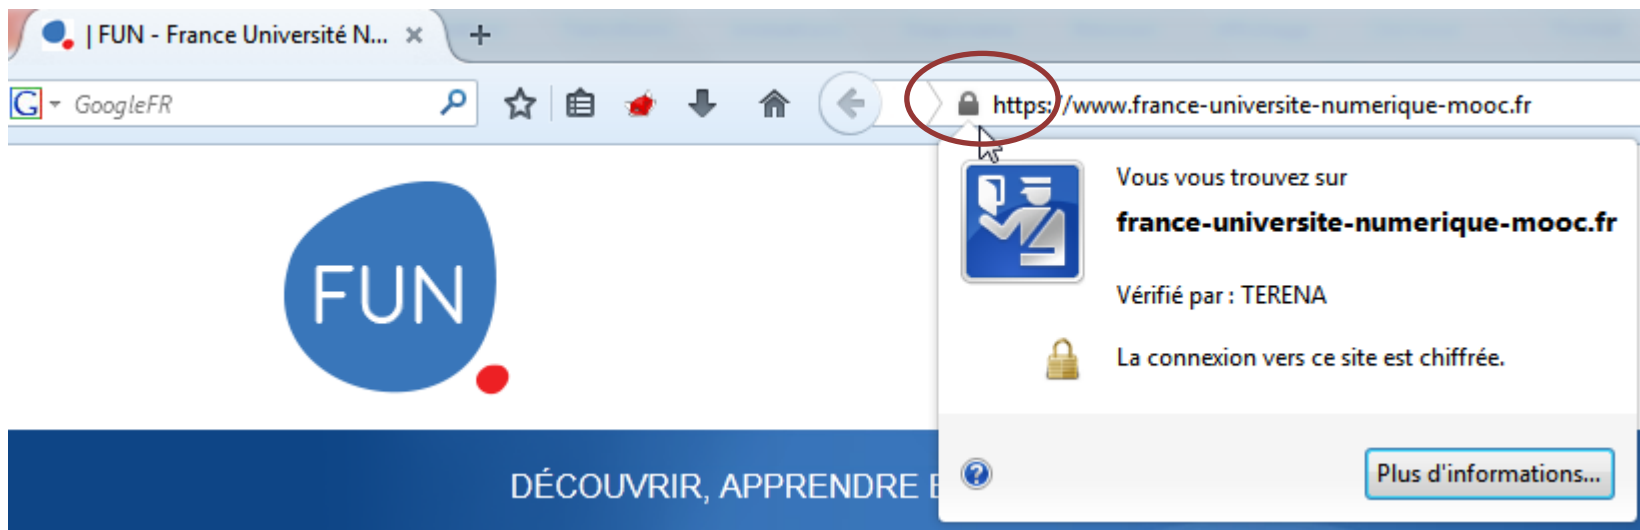 | FUN - France Université N...
GoogleFR
https://www.france-universite-numerique-mooc.fr
Vous vous trouvez sur
france-universite-numerique-mooc.fr
Vérifié par : TERENA
La connexion vers ce site est chiffrée.
Plus d'informations...
FUN
DÉCOUVRIR, APPRENDRE E